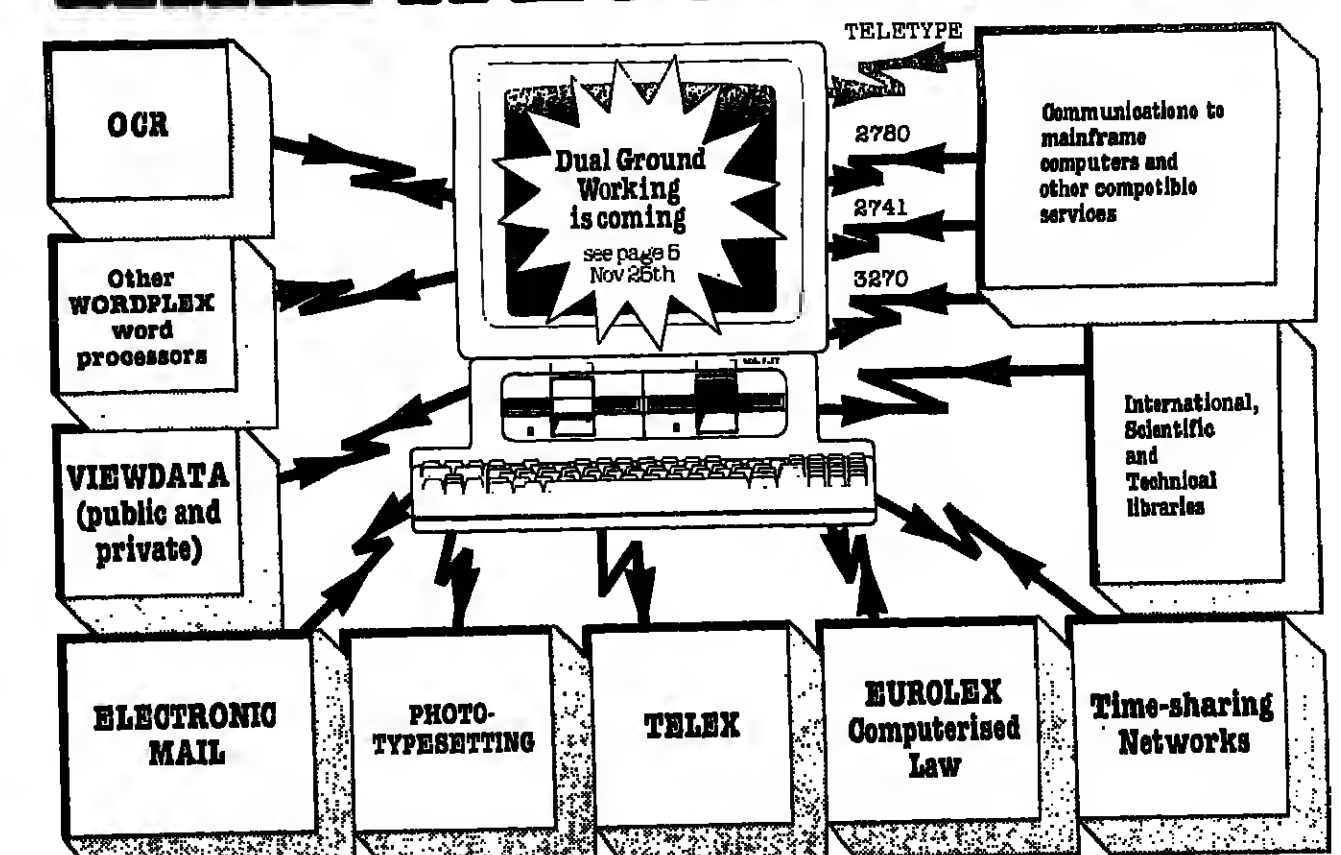 TELETYPE
OCR
Communications to
mainframe
computers and
other compatible
services
Dual Ground
Working
is coming
see page 5
Nov 25th
2780
2741
3270
Other
WORDPLEX
word
processors
International,
Scientific
and
Technical
libraries
VIEWDATA
(public and
private)
ELECTRONIC
MAIL
PHOTO-
TYPESETTING
TELEX
EUROLEX
Computerised
Law
Time-sharing
Networks